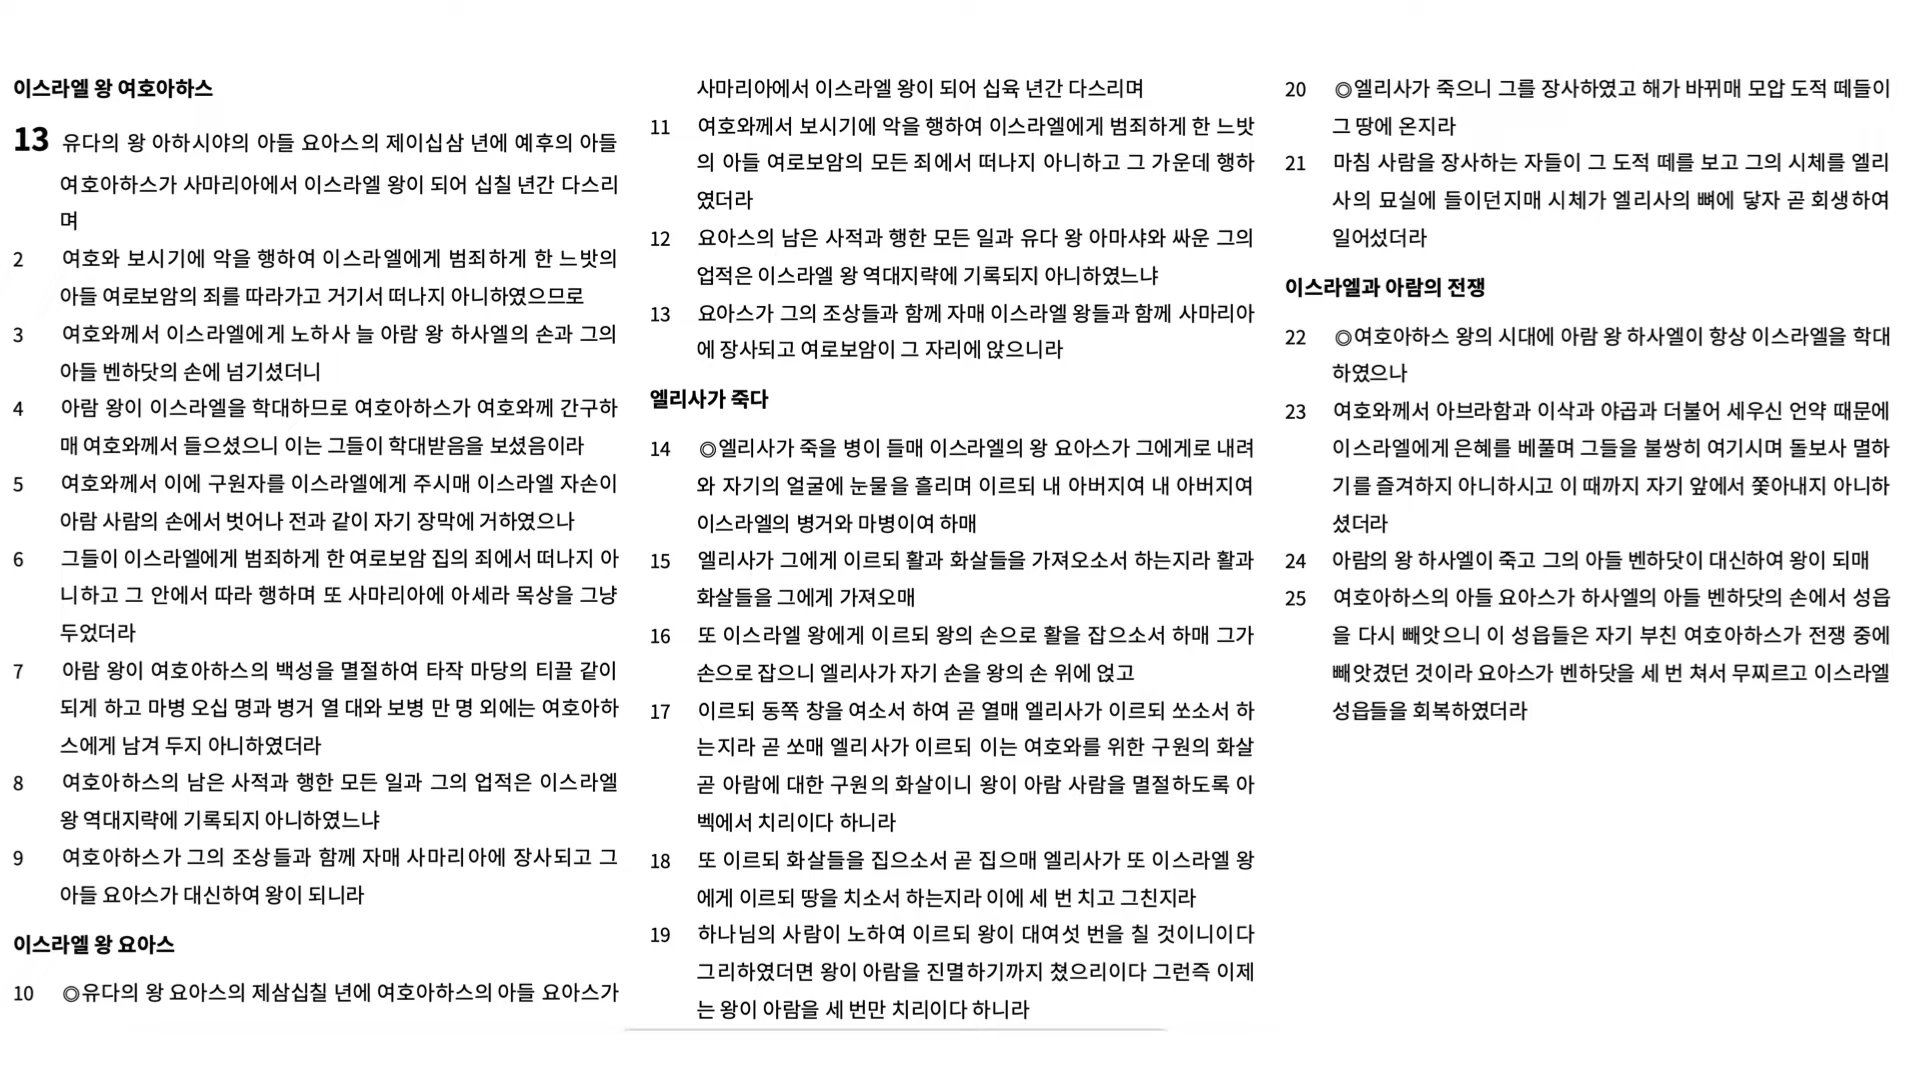 이스라엘 왕 여호아하스
13 유다의 왕 아하시야의 아들 요아스의 제이십삼 년에 예후의 아들
여호아하스가 사마리아에서 이스라엘 왕이 되어 십칠 년간 다스리
며
2 여호와 보시기에 악을 행하여 이스라엘에게 범죄하게 한 느밧의
아들 여로보암의 죄를 따라가고 거기서 떠나지 아니하였으므로
3 여호와께서 이스라엘에게 노하사 늘 아람 왕 하사엘의 손과 그의
아들 벤하닷의 손에 넘기셨더니
4 아람 왕이 이스라엘을 학대하므로 여호아하스가 여호와께 간구하
매 여호와께서 들으셨으니 이는 그들이 학대받음을 보셨음이라
5 여호와께서 이에 구원자를 이스라엘에게 주시매 이스라엘 자손이
아람 사람의 손에서 벗어나 전과 같이 자기 장막에 거하였으나
6 그들이 이스라엘에게 범죄하게 한 여로보암 집의 죄에서 떠나지 아
니하고 그 안에서 따라 행하며 또 사마리아에 아세라 목상을 그냥
두었더라
7 아람 왕이 여호아하스의 백성을 멸절하여 타작 마당의 티끌 같이
되게 하고 마병 오십 명과 병거 열 대와 보병 만 명 외에는 여호아하
스에게 남겨 두지 아니하였더라
8 여호아하스의 남은 사적과 행한 모든 일과 그의 업적은 이스라엘
왕 역대지략에 기록되지 아니하였느냐
9 여호아하스가 그의 조상들과 함께 자매 사마리아에 장사되고 그
아들 요아스가 대신하여 왕이 되니라
이스라엘 왕 요아스
10 ◎유다의 왕 요아스의 제삼십칠 년에 여호아하스의 아들 요아스가
사마리아에서 이스라엘 왕이 되어 십육 년간 다스리며
11 여호와께서 보시기에 악을 행하여 이스라엘에게 범죄하게 한 느밧
의 아들 여로보암의 모든 죄에서 떠나지 아니하고 그 가운데 행하
였더라
12 요아스의 남은 사적과 행한 모든 일과 유다 왕 아마샤와 싸운 그의
업적은 이스라엘 왕 역대지략에 기록되지 아니하였느냐
13 요아스가 그의 조상들과 함께 자매 이스라엘 왕들과 함께 사마리아
에 장사되고 여로보암이 그 자리에 앉으니라
엘리사가 죽다
14 ◎엘리사가 죽을 병이 들매 이스라엘의 왕 요아스가 그에게로 내려
와 자기의 얼굴에 눈물을 흘리며 이르되 내 아버지여 내 아버지여
이스라엘의 병거와 마병이여 하매
15 엘리사가 그에게 이르되 활과 화살들을 가져오소서 하는지라 활과
화살들을 그에게 가져오매
16 또 이스라엘 왕에게 이르되 왕의 손으로 활을 잡으소서 하매 그가
손으로 잡으니 엘리사가 자기 손을 왕의 손 위에 얹고
17 이르되 동쪽 창을 여소서 하여 곧 열매 엘리사가 이르되 쏘소서 하
는지라 곧 쏘매 엘리사가 이르되 이는 여호와를 위한 구원의 화살
곧 아람에 대한 구원의 화살이니 왕이 아람 사람을 멸절하도록 아
벡에서 치리이다 하니라
18 또 이르되 화살들을 집으소서 곧 집으매 엘리사가 또 이스라엘 왕
에게 이르되 땅을 치소서 하는지라 이에 세 번 치고 그친지라
19 하나님의 사람이 노하여 이르되 왕이 대여섯 번을 칠 것이니이다
그리하였더면 왕이 아람을 진멸하기까지 쳤으리이다 그런즉 이제
는 왕이 아람을 세 번만 치리이다 하니라
20 ◎엘리사가 죽으니 그를 장사하였고 해가 바뀌매 모압 도적 떼들이
그 땅에 온지라
21 마침 사람을 장사하는 자들이 그 도적 떼를 보고 그의 시체를 엘리
사의 묘실에 들이던지매 시체가 엘리사의 뼈에 닿자 곧 회생하여
일어섰더라
이스라엘과 아람의 전쟁
22 ◎여호아하스 왕의 시대에 아람 왕 하사엘이 항상 이스라엘을 학대
하였으나
23 여호와께서 아브라함과 이삭과 야곱과 더불어 세우신 언약 때문에
이스라엘에게 은혜를 베풀며 그들을 불쌍히 여기시며 돌보사 멸하
기를 즐겨하지 아니하시고 이 때까지 자기 앞에서 쫓아내지 아니하
셨더라
24 아람의 왕 하사엘이 죽고 그의 아들 벤하닷이 대신하여 왕이 되매
25 여호아하스의 아들 요아스가 하사엘의 아들 벤하닷의 손에서 성읍
을 다시 빼앗으니 이 성읍들은 자기 부친 여호아하스가 전쟁 중에
빼앗겼던 것이라 요아스가 벤하닷을 세 번 쳐서 무찌르고 이스라엘
성읍들을 회복하였더라